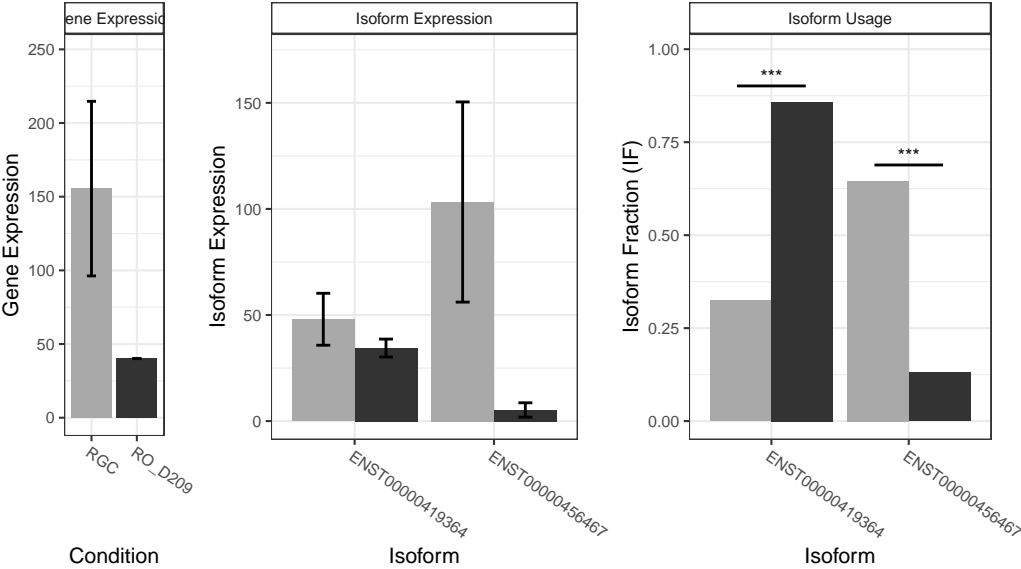 ene Expressio
Gene Expression
250
200
150
100
50
0
RGC
RO_D209
Condition
Isoform Expression
Isoform Expression
150
100
50
0
ENST00000419364
ENST00000456467
Isoform
Isoform Usage
Isoform Fraction (IF)
1.00
0.75
0.50
0.25
0.00
***
***
ENST00000419364
ENST00000456467
Isoform